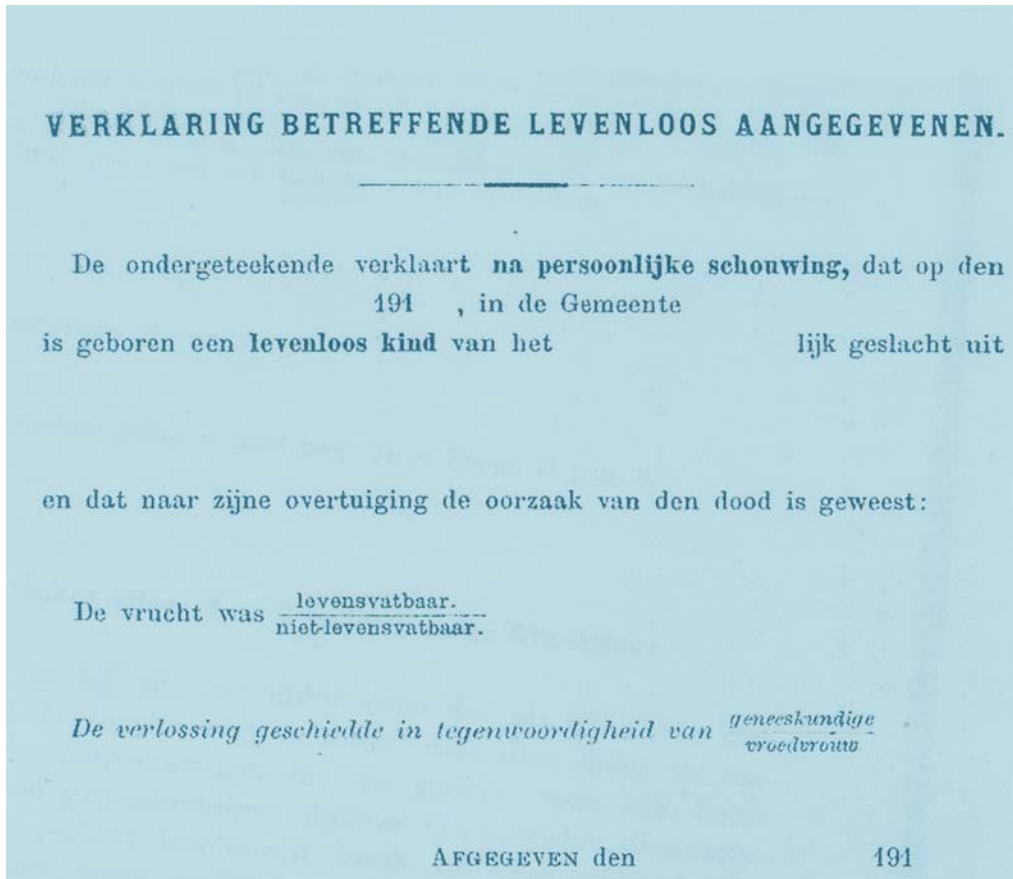 VERKLARING BETREFFENDE LEVENLOOS AANGEGEVENEN.
De ondergeteekende verklaart na persoonlijke schouwing, dat op den
191 , in de Gemeente
is geboren een levenloos kind van het lijk geslacht uit
en dat naar zijne overtuiging de oorzaak van den dood is geweest:
De vrucht was levensvatbaar.
niet-levensvatbaar.
De verlossing geschiedde in tegenwoordigheid van geneeskundige
vroedvrouw
AFGEGEVEN den 191